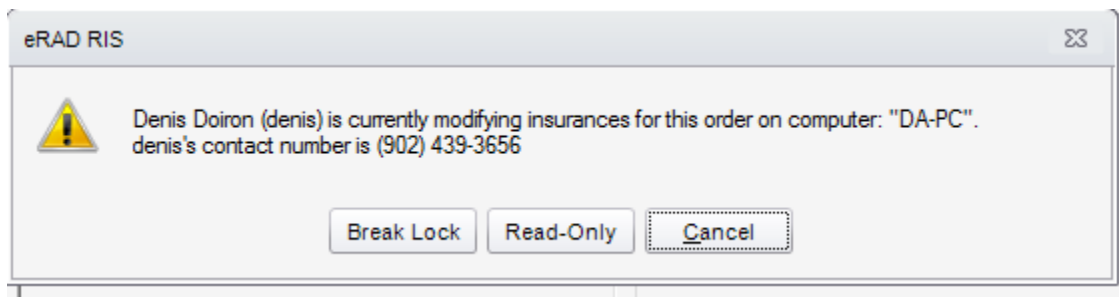 eRAD RIS
Denis Doiron (denis) is currently modifying insurances for this order on computer: "DA-PC".
denis's contact number is (902) 439-3656
Break Lock Read-Only Cancel